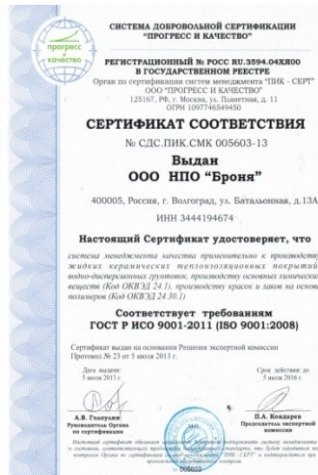 прогресс
и
качество
СИСТЕМА ДОБРОВОЛЬНОЙ СЕРТИФИКАЦИИ
"ПРОГРЕСС И КАЧЕСТВО"
РЕГИСТРАЦИОННЫЙ № РОСС RU.3594.04ХЯ00
В ГОСУДАРСТВЕННОМ РЕЕСТРЕ
Орган по сертификации систем менеджмента "ПИК - СЕРТ"
ООО "ПРОГРЕСС И КАЧЕСТВО"
125167, РФ, г. Москва, ул. Планетная, д. 11
ОГРН 1097746549450
СЕРТИФИКАТ СООТВЕТСТВИЯ
№ СДС.ПИК.СМК 005603-13
Выдан
ООО НПО "Броня"
400005, Россия, г. Волгоград, ул. Батальонная, д.13А
ИНН 3444194674
Настоящий Сертификат удостоверяет, что
система менеджмента качества применительно к производству
жидких керамических теплоизоляционных покрытий
водно-дисперсионных грунтовок, производству основных химически
веществ (Код ОКВЭД 24.1), производству красок и лаков на основе
полимеров (Код ОКВЭД 24.30.1)
Соответствует требованиям
ГОСТ Р ИСО 9001-2011 (ISO 9001:2008)
Сертификат выдан на основании Решения экспертной комиссии
Протокол № 23 от 5 июля 2013 г.
Дата выдачи:
5 июля 2013 г.
Срок действия до
5 июля 2016 г.
А.В. Голодлин
Руководитель Органа
по сертификации
П.А. Кондарев
Председатель экспертной
комиссии
005603